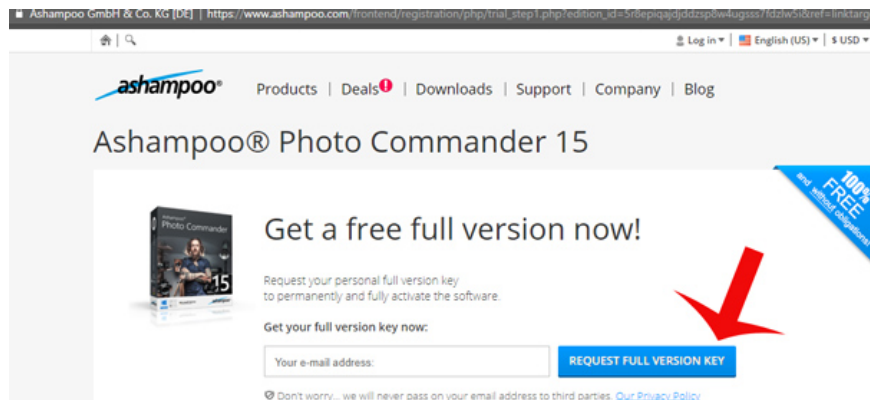 Ashampoo GmbH & Co. KG [DE] | https://www.ashampoo.com/frontend/registration/php/trial_step1.php?edition_id=
Log in | English (US) | $ USD
ashampoo®
Products | Deals! | Downloads | Support | Company | Blog
Ashampoo® Photo Commander 15
100%
FREE
and without obligations!
Photo Commander
15
ashampoo
Get a free full version now!
Request your personal full version key
to permanently and fully activate the software.
Get your full version key now:
Your e-mail address:
REQUEST FULL VERSION KEY
Don't worry... we will never pass on your email address to third parties. Our Privacy Policy